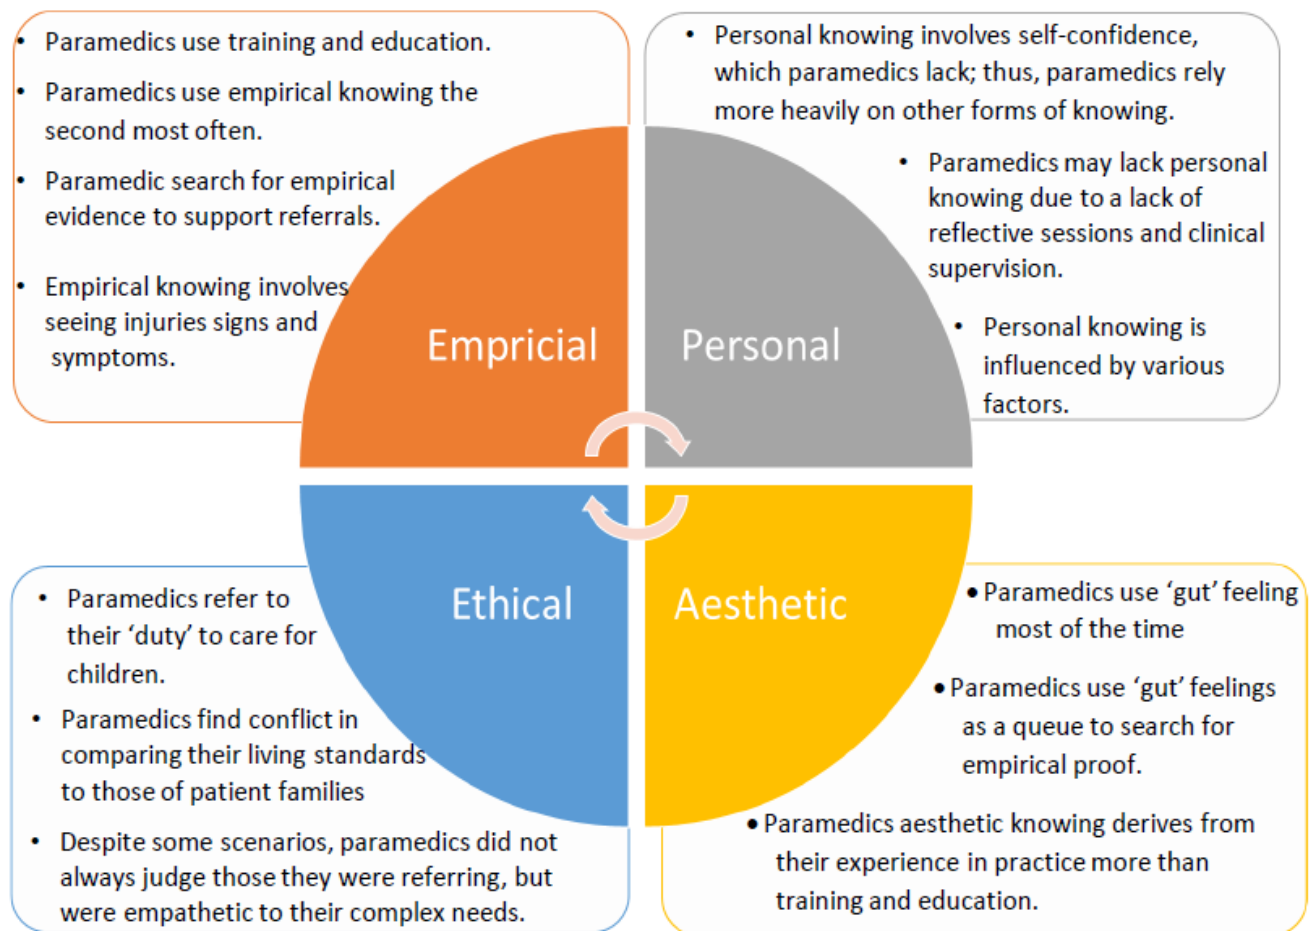 • Paramedics use training and education.
• Paramedics use empirical knowing the
second most often.
• Paramedic search for empirical
evidence to support referrals.
• Empirical knowing involves
seeing injuries signs and
symptoms.
• Personal knowing involves self-confidence,
which paramedics lack; thus, paramedics rely
more heavily on other forms of knowing.
• Paramedics may lack personal
knowing due to a lack of
reflective sessions and clinical
supervision.
• Personal knowing is
influenced by various
factors.
Empricial
Personal
Ethical
Aesthetic
• Paramedics refer to
their ‘duty’ to care for
children.
• Paramedics find conflict in
comparing their living standards
to those of patient families
• Despite some scenarios, paramedics did not
always judge those they were referring, but
were empathetic to their complex needs.
• Paramedics use ‘gut’ feeling
most of the time
• Paramedics use ‘gut’ feelings
as a queue to search for
empirical proof.
• Paramedics aesthetic knowing derives from
their experience in practice more than
training and education.